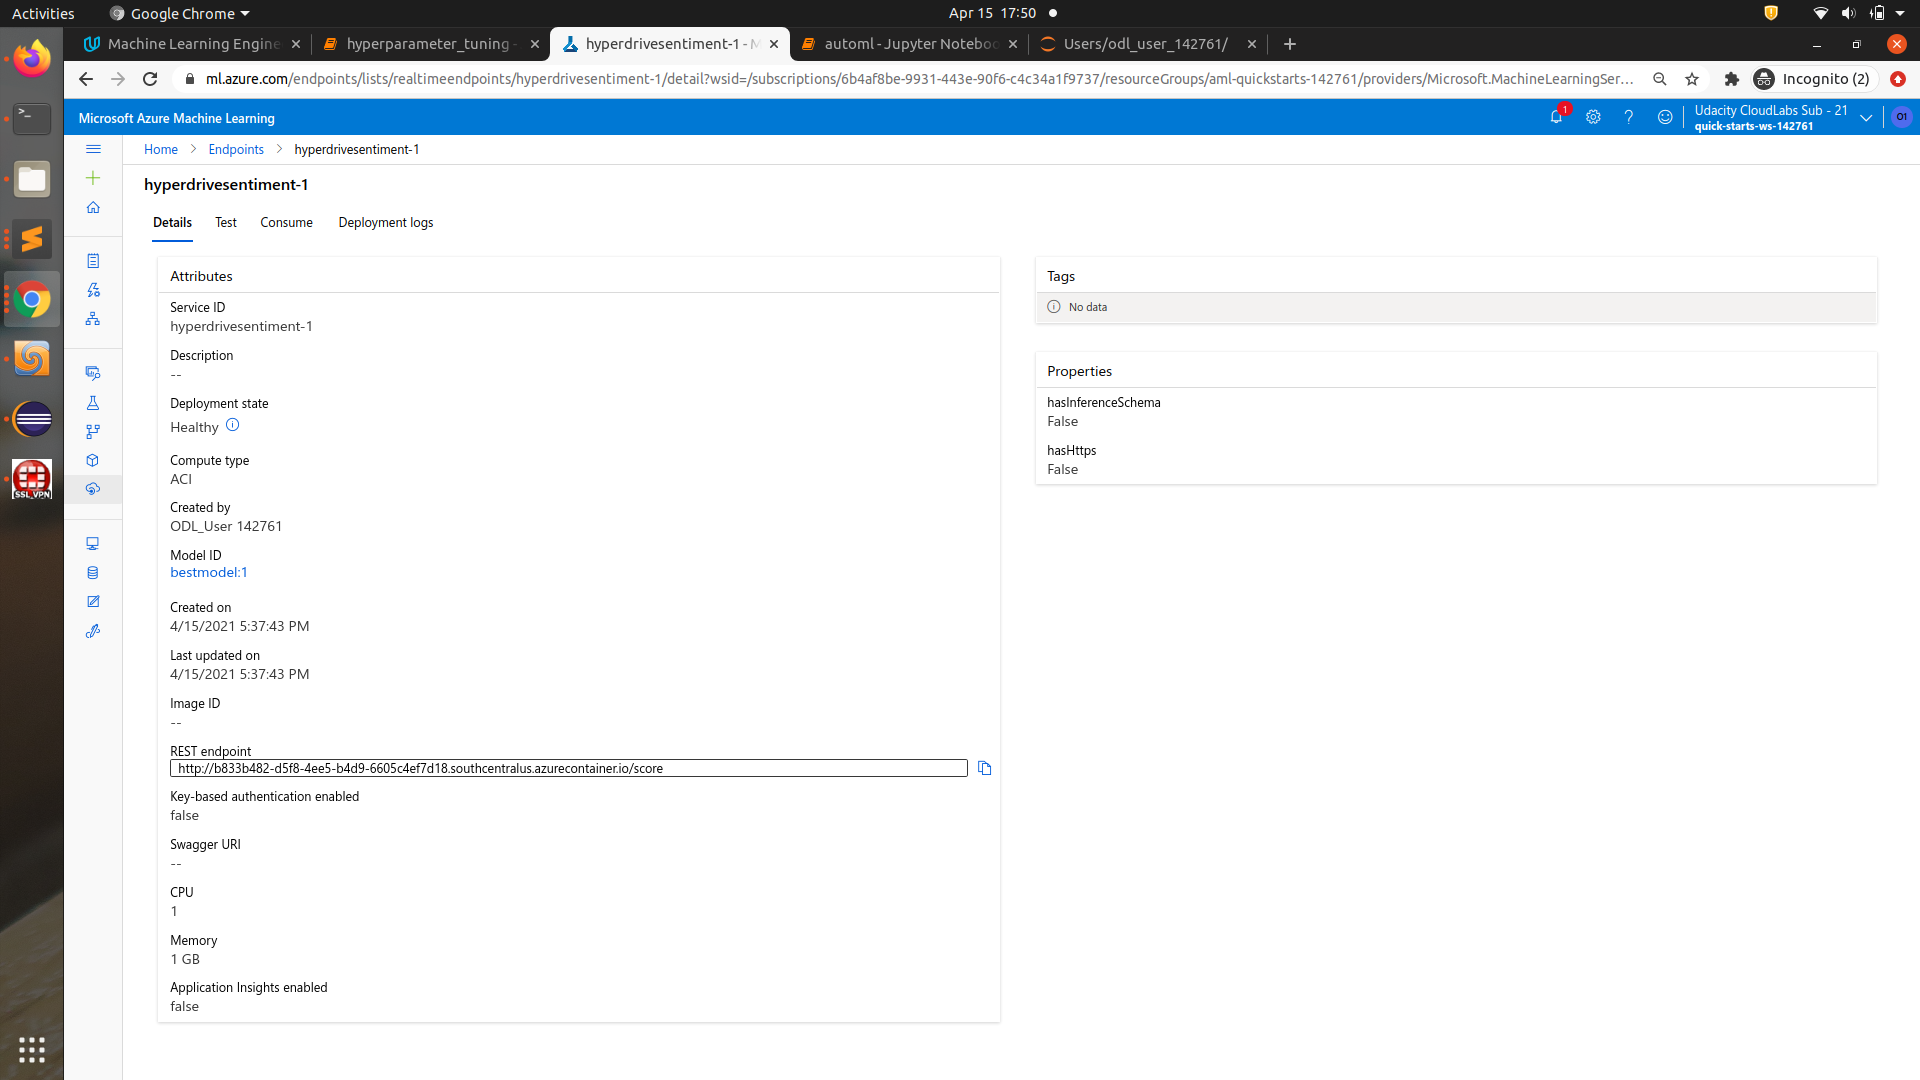 Activities
Google Chrome
Apr 15 17:50
Machine Learning Engine
hyperparameter_tuning -
hyperdrivesentiment-1 - M
automl - Jupyter Noteboo
Users/odl_user_142761/
ml.azure.com/endpoints/lists/realtimeendpoints/hyperdrivesentiment-1/detail?wsid=/subscriptions/6b4af8be-9931-443e-90f6-c4c34a1f9737/resourceGroups/aml-quickstarts-142761/providers/Microsoft.MachineLearningSer...
Incognito (2)
Microsoft Azure Machine Learning
1
?
Udacity CloudLabs Sub - 21
quick-starts-ws-142761
O1
Home > Endpoints > hyperdrivesentiment-1
hyperdrivesentiment-1
Details Test Consume Deployment logs
Attributes
Service ID
hyperdrivesentiment-1
Description
--
Deployment state
Healthy
Compute type
ACI
Created by
ODL_User 142761
Model ID
bestmodel:1
Created on
4/15/2021 5:37:43 PM
Last updated on
4/15/2021 5:37:43 PM
Image ID
--
REST endpoint
http://b833b482-d5f8-4ee5-b4d9-6605c4ef7d18.southcentralus.azurecontainer.io/score
Key-based authentication enabled
false
Swagger URI
--
CPU
1
Memory
1 GB
Application Insights enabled
false
Tags
No data
Properties
hasInferenceSchema
False
hasHttps
False
SSL VPN